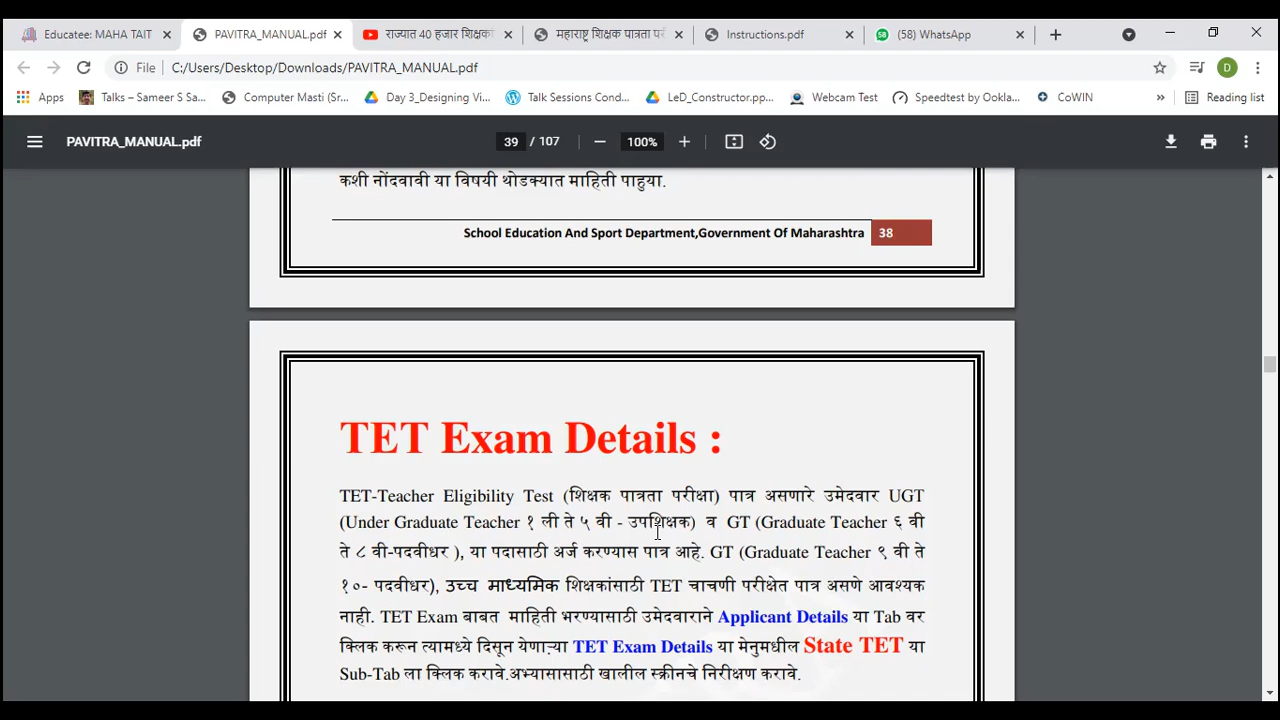 Educatee: MAHA TAIT
PAVITRA_MANUAL.pdf
राज्यात 40 हजार शिक्षकां
महाराष्ट्र शिक्षक पात्रता परी
Instructions.pdf
(58) WhatsApp
File C:/Users/Desktop/Downloads/PAVITRA_MANUAL.pdf
D
Apps
Talks – Sameer S Sa...
Computer Masti (Sr...
Day 3_Designing Vi...
Talk Sessions Cond...
LeD_Constructor.pp...
Webcam Test
Speedtest by Ookla...
CoWIN
»
Reading list
PAVITRA_MANUAL.pdf
39 / 107
100%
कशी नोंदवावी या विषयी थोडक्यात माहिती पाहुया.
School Education And Sport Department,Government Of Maharashtra 38
TET Exam Details :
TET-Teacher Eligibility Test (शिक्षक पात्रता परीक्षा) पात्र असणारे उमेदवार UGT
(Under Graduate Teacher १ ली ते ५ वी - उपशिक्षक) व GT (Graduate Teacher ६ वी
ते ८ वी-पदवीधर ), या पदासाठी अर्ज करण्यास पात्र आहे. GT (Graduate Teacher ९ वी ते
१०- पदवीधर), उच्च माध्यमिक शिक्षकांसाठी TET चाचणी परीक्षेत पात्र असणे आवश्यक
नाही. TET Exam बाबत माहिती भरण्यासाठी उमेदवाराने Applicant Details या Tab वर
क्लिक करून त्यामध्ये दिसून येणाऱ्या TET Exam Details या मेनुमधील State TET या
Sub-Tab ला क्लिक करावे.अभ्यासासाठी खालील स्क्रीनचे निरीक्षण करावे.